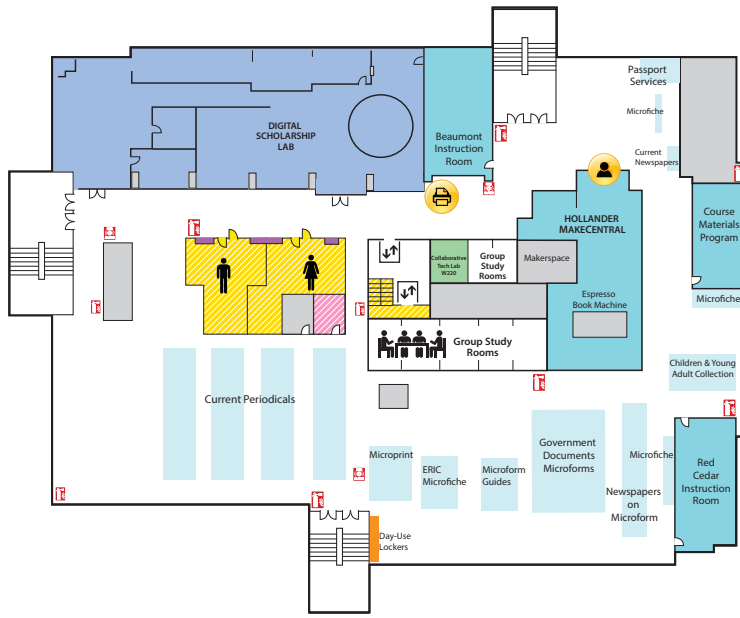 Passport
Services
Microfiche
DIGITAL
SCHOLARSHIP
LAB
Beaumont
Instruction
Room
Current
Newspapers
HOLLANDER
MAKECENTRAL
Course
Materials
Program
Collaborative
Tech Lab
W220
Group
Study
Rooms
Makerspace
Espresso
Book Machine
Microfiche
Group Study
Rooms
Children & Young
Adult Collection
Current Periodicals
Microprint
ERIC
Microfiche
Microform
Guides
Government
Documents
Microforms
Microfiche
Newspapers
on
Microform
Red
Cedar
Instruction
Room
Day-Use
Lockers